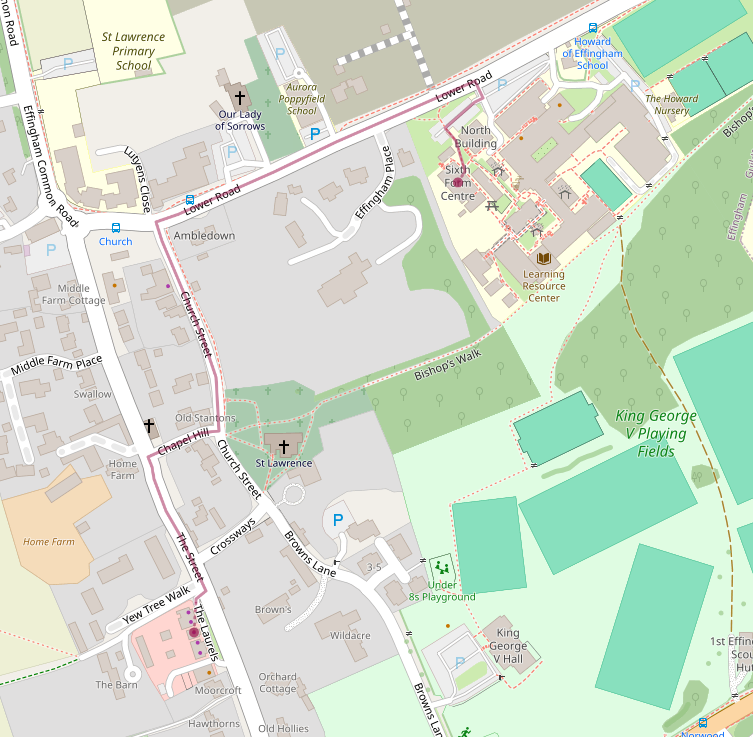 non Road
St Lawrence
Primary
School
P
P
Howard
of Effingham
School
P
P
Aurora
Poppyfield
School
Lower Road
The Howard
Nursery
Bishop's
Our Lady
of Sorrows
P
P
North
Building
Effingham Common Road
Lutyens Close
Effingham Place
Sixth
Form
Centre
Lower Road
Effingham
Church
Ambledown
P
Learning
Resource
Center
Middle
Farm Cottage
Church Street
Middle Farm Place
Bishop's Walk
Swallow
Old Stantons
King George
V Playing
Fields
Chapel Hill
Home
Farm
Church Street
St Lawrence
P
Home Farm
The Street
Crossways
Browns Lane
3-5
Under
8s Playground
Yew Tree Walk
Brown's
The Laurels
Wildacre
King
George
V Hall
1st Effin
Scou
Hut
P
The Barn
Moorcroft
Orchard
Cottage
Browns Lan
Hawthorns
Old Hollies
Norwood